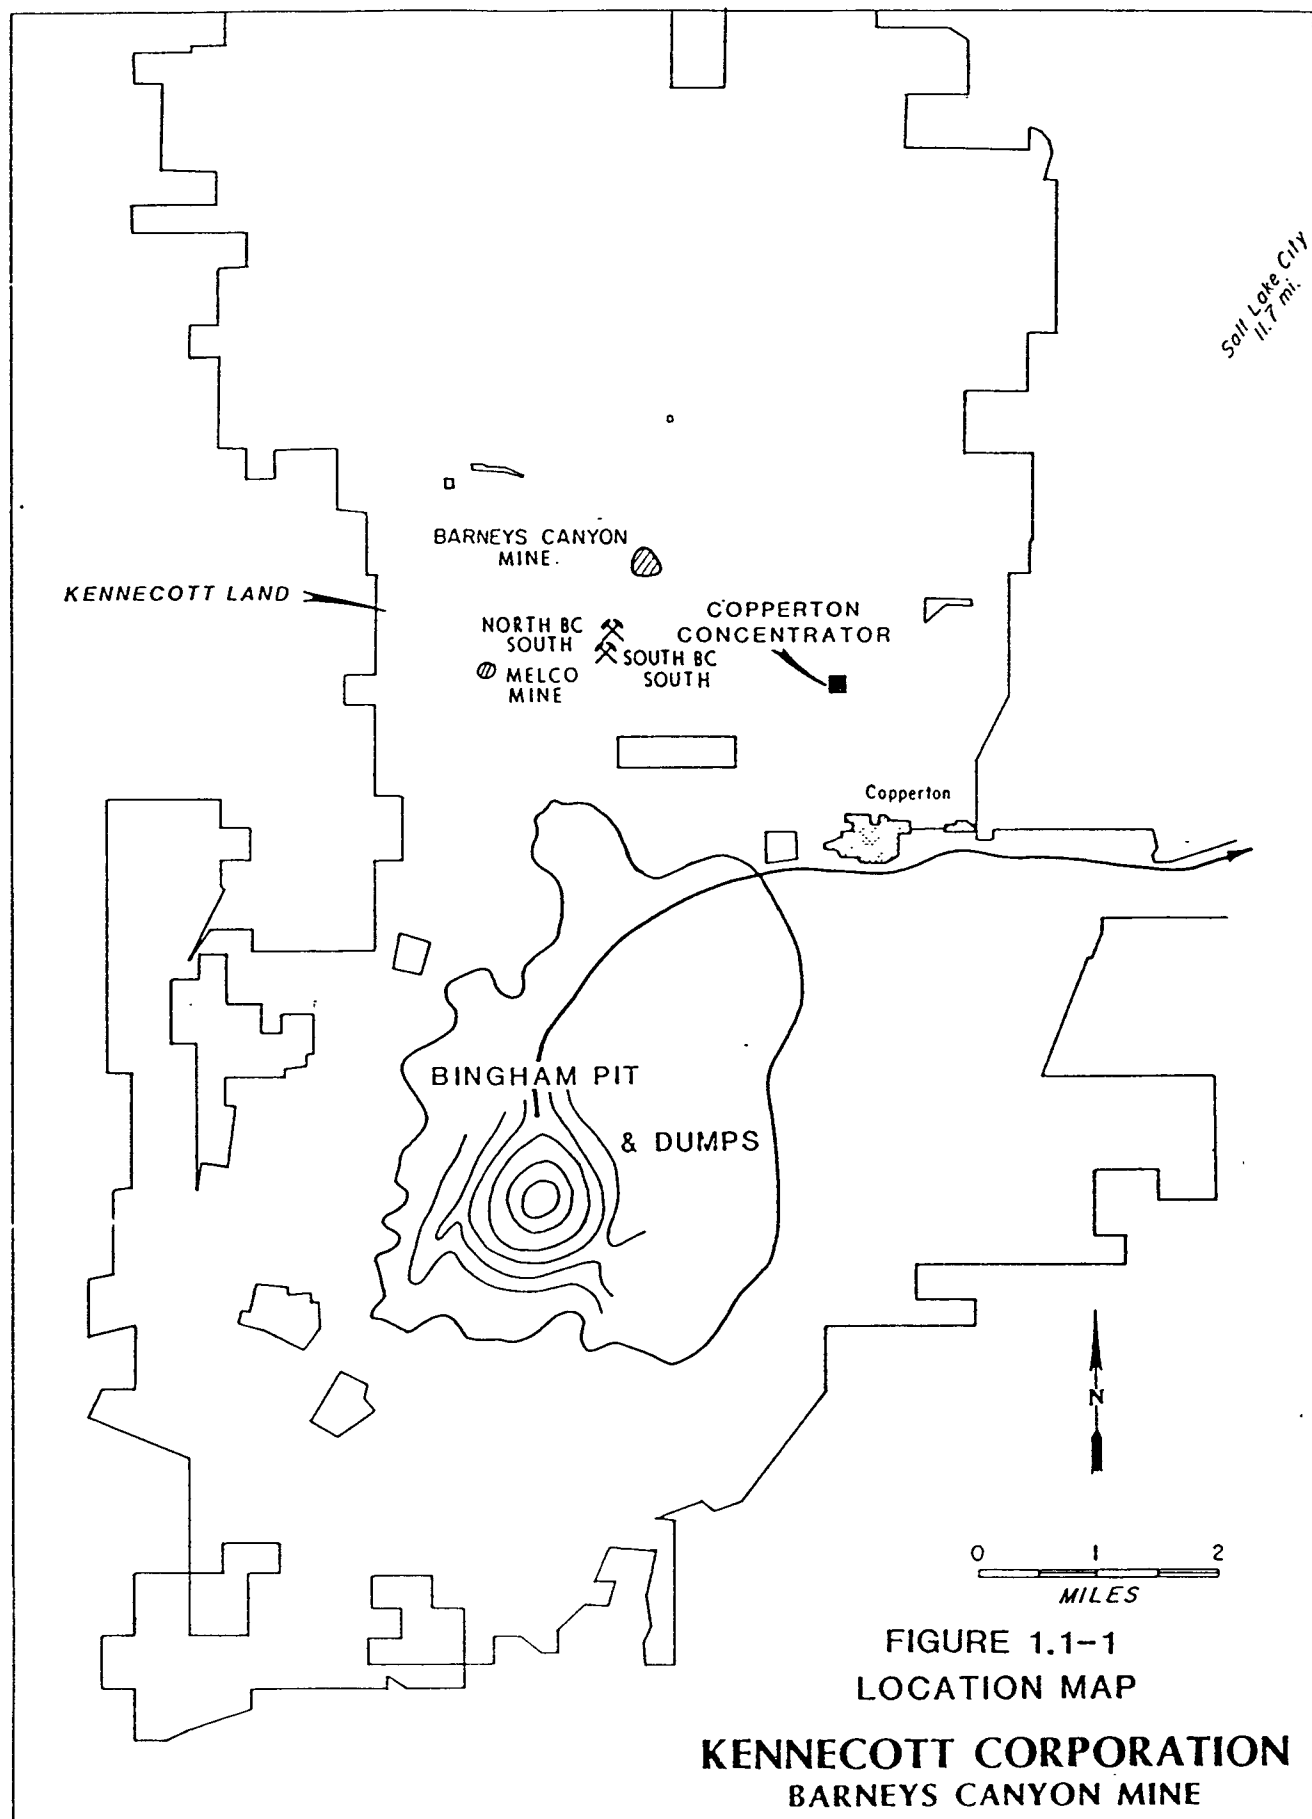 Salt Lake City
11.7 mi.
BARNEYS CANYON
MINE.
KENNECOTT LAND
NORTH BC
SOUTH
COPPERTON
CONCENTRATOR
SOUTH BC
SOUTH
MELCO
MINE
Copperton
BINGHAM PIT
& DUMPS
N
0 1 2
MILES
FIGURE 1.1-1
LOCATION MAP
KENNECOTT CORPORATION
BARNEYS CANYON MINE